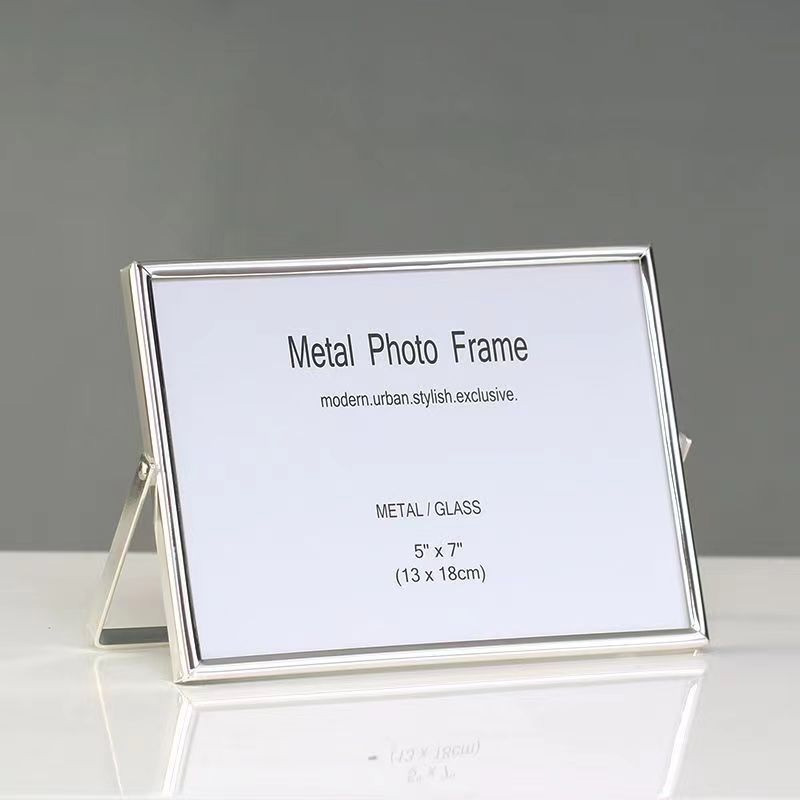 Metal Photo Frame
modern.urban.stylish.exclusive.
METAL / GLASS
5" x 7"
(13 x 18cm)